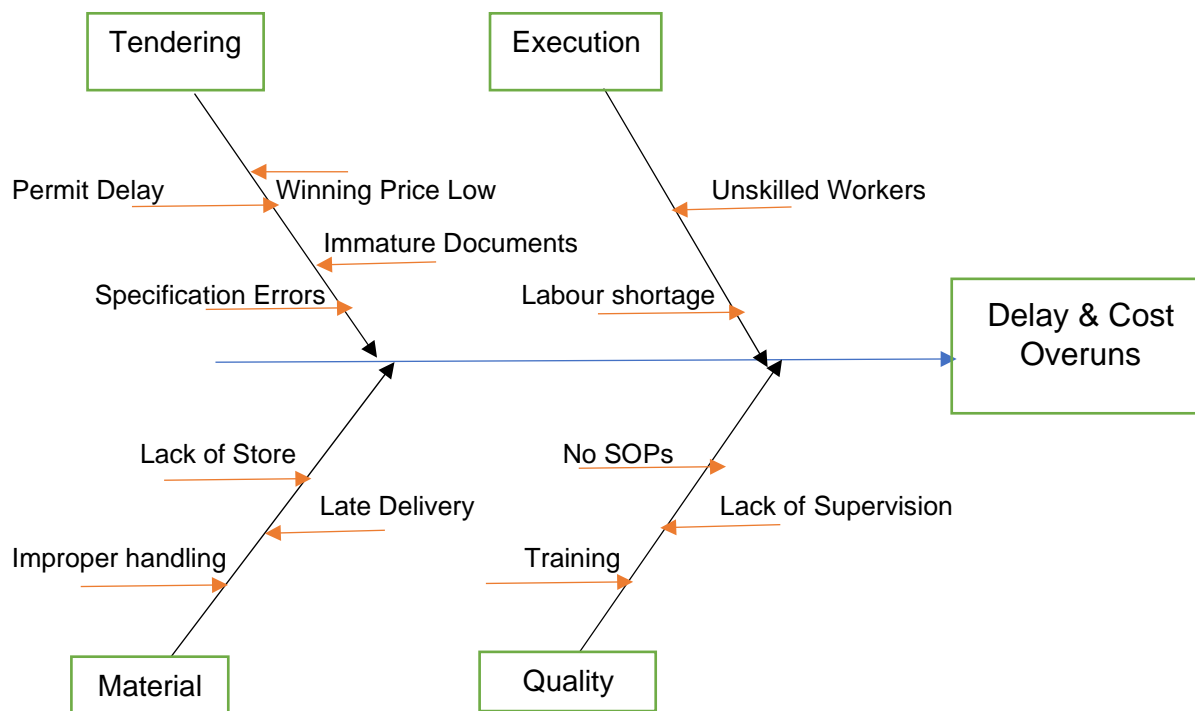 Tendering
Execution
Permit Delay
Winning Price Low
Unskilled Workers
Immature Documents
Specification Errors
Labour shortage
Delay & Cost
Overuns
Lack of Store
No SOPs
Late Delivery
Lack of Supervision
Improper handling
Training
Material
Quality